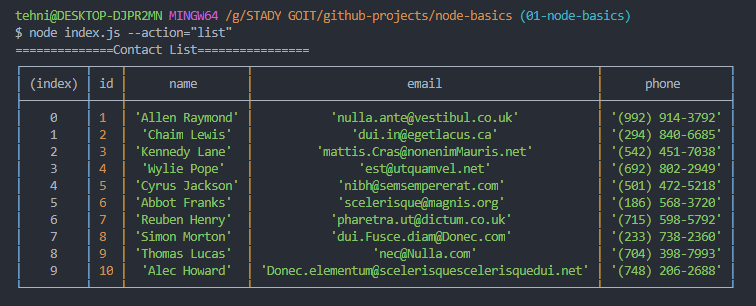 tehni@DESKTOP-DJPR2MN MINGW64 /g/STADY GOIT/github-projects/node-basics (01-node-basics)
$ node index.js --action="list"
==============Contact List================
(index) id name email phone
0 1 'Allen Raymond' 'nulla.ante@vestibul.co.uk' '(992) 914-3792'
1 2 'Chaim Lewis' 'dui.in@egetlacus.ca' '(294) 840-6685'
2 3 'Kennedy Lane' 'mattis.Cras@nonenimMauris.net' '(542) 451-7038'
3 4 'Wylie Pope' 'est@utquamvel.net' '(692) 802-2949'
4 5 'Cyrus Jackson' 'nibh@semsempererat.com' '(501) 472-5218'
5 6 'Abbot Franks' 'scelerisque@magnis.org' '(186) 568-3720'
6 7 'Reuben Henry' 'pharetra.ut@dictum.co.uk' '(715) 598-5792'
7 8 'Simon Morton' 'dui.Fusce.diam@Donec.com' '(233) 738-2360'
8 9 'Thomas Lucas' 'nec@Nulla.com' '(704) 398-7993'
9 10 'Alec Howard' 'Donec.elementum@scelerisquescelerisquedui.net' '(748) 206-2688'